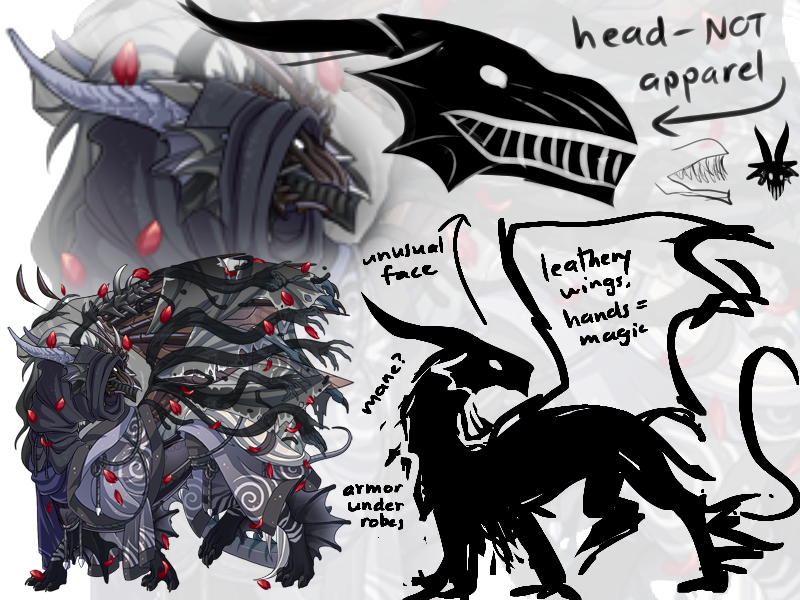 head - NOT
apparel
unusual
face
leathery
wings,
hands =
magic
mane?
armor
under
robes